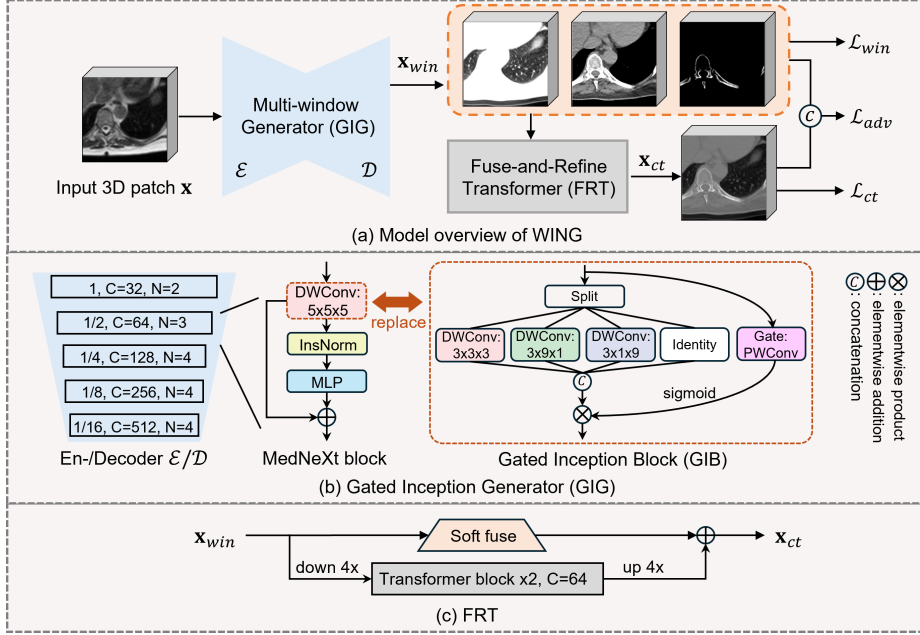 Input 3D patch x
Multi-window
Generator (GIG)
ℰ
𝒟
x_win
Fuse-and-Refine
Transformer (FRT)
x_ct
C
ℒ_win
ℒ_adv
ℒ_ct
(a) Model overview of WING
1, C=32, N=2
1/2, C=64, N=3
1/4, C=128, N=4
1/8, C=256, N=4
1/16, C=512, N=4
En-/Decoder ℰ/𝒟
DWConv:
5x5x5
InsNorm
MLP
MedNeXt block
replace
Split
DWConv:
3x3x3
DWConv:
3x9x1
DWConv:
3x1x9
Identity
Gate:
PWConv
C
sigmoid
Gated Inception Block (GIB)
C : concatenation
⊕ : elementwise addition
⊗ : elementwise product
(b) Gated Inception Generator (GIG)
x_win
Soft fuse
x_ct
down 4x
Transformer block x2, C=64
up 4x
(c) FRT